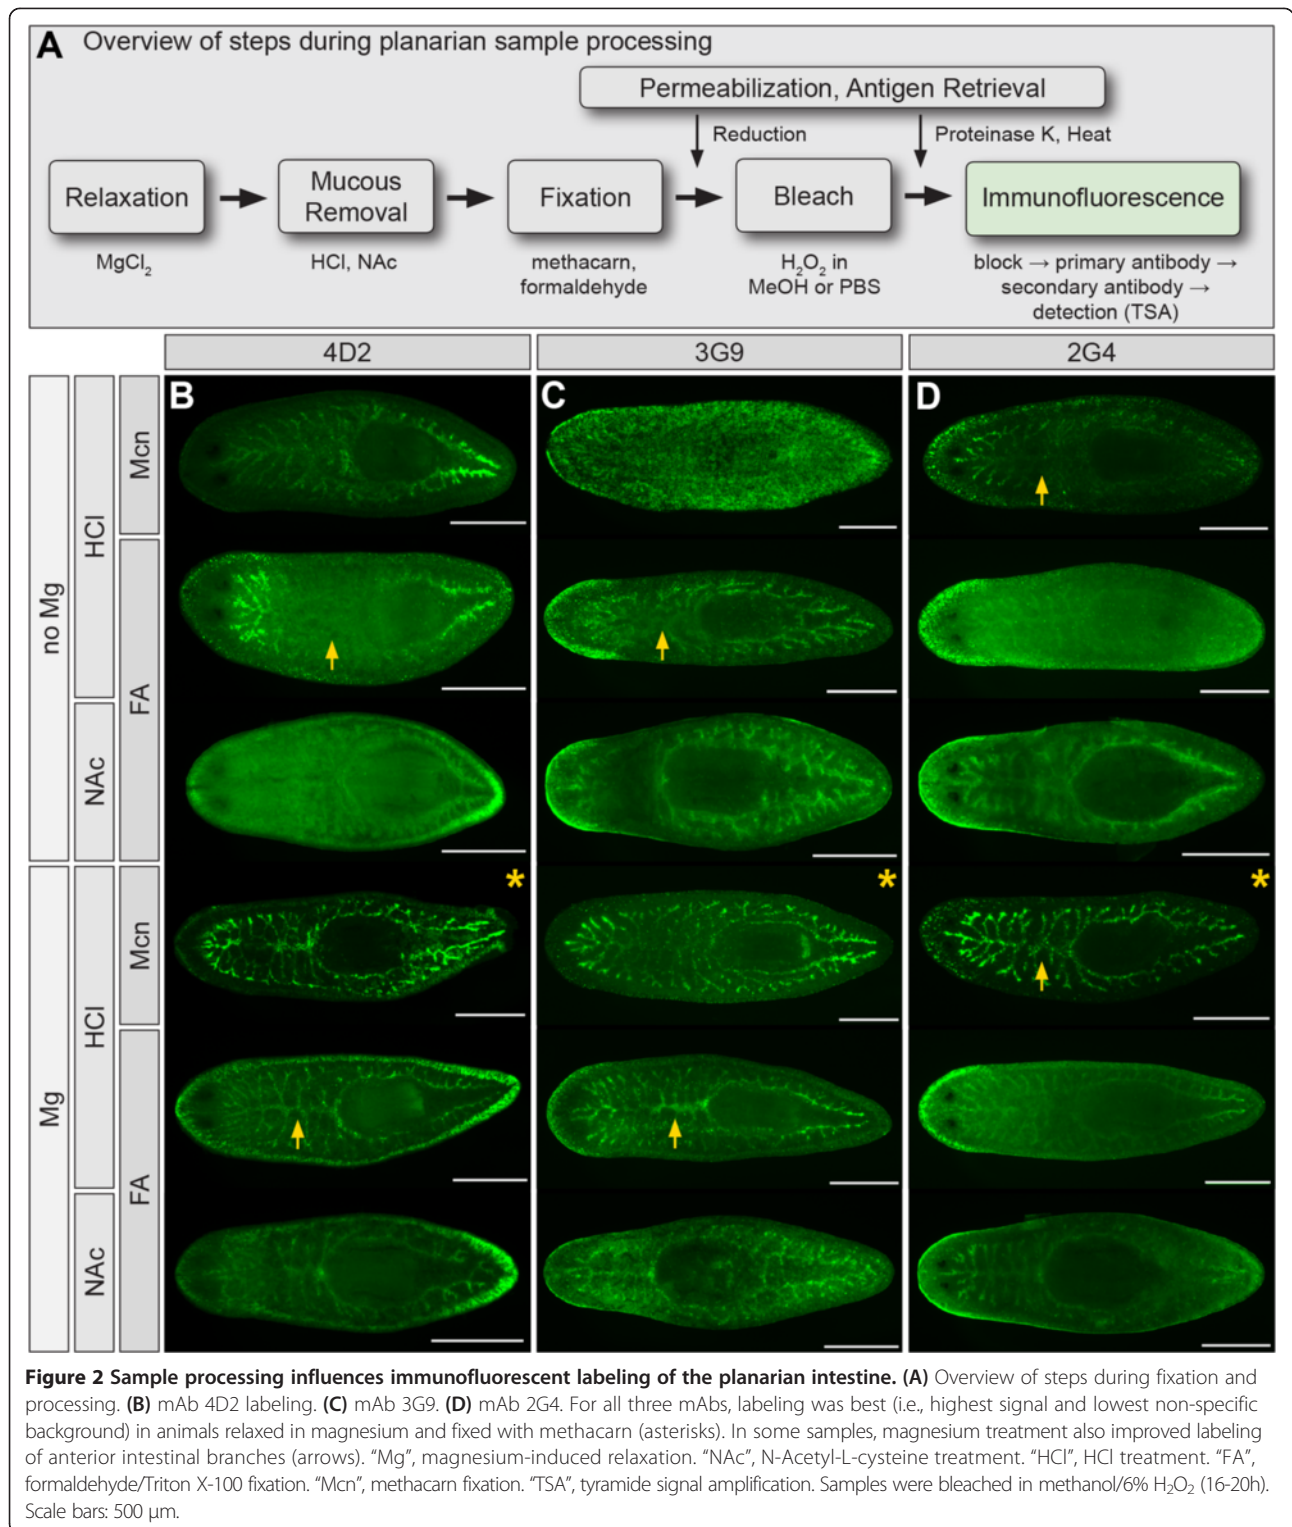 A Overview of steps during planarian sample processing
Permeabilization, Antigen Retrieval
Reduction
Proteinase K, Heat
Relaxation
Mucous
Removal
Fixation
Bleach
Immunofluorescence
MgCl₂
HCl, NAc
methacarn,
formaldehyde
H₂O₂ in
MeOH or PBS
block → primary antibody →
secondary antibody →
detection (TSA)
4D2
3G9
2G4
B
C
D
no Mg
HCl
Mcn
FA
NAc
*
*
*
Mg
HCl
Mcn
FA
NAc
Figure 2 Sample processing influences immunofluorescent labeling of the planarian intestine. (A) Overview of steps during fixation and
processing. (B) mAb 4D2 labeling. (C) mAb 3G9. (D) mAb 2G4. For all three mAbs, labeling was best (i.e., highest signal and lowest non-specific
background) in animals relaxed in magnesium and fixed with methacarn (asterisks). In some samples, magnesium treatment also improved labeling
of anterior intestinal branches (arrows). “Mg”, magnesium-induced relaxation. “NAc”, N-Acetyl-L-cysteine treatment. “HCl”, HCl treatment. “FA”,
formaldehyde/Triton X-100 fixation. “Mcn”, methacarn fixation. “TSA”, tyramide signal amplification. Samples were bleached in methanol/6% H₂O₂ (16-20h).
Scale bars: 500 μm.